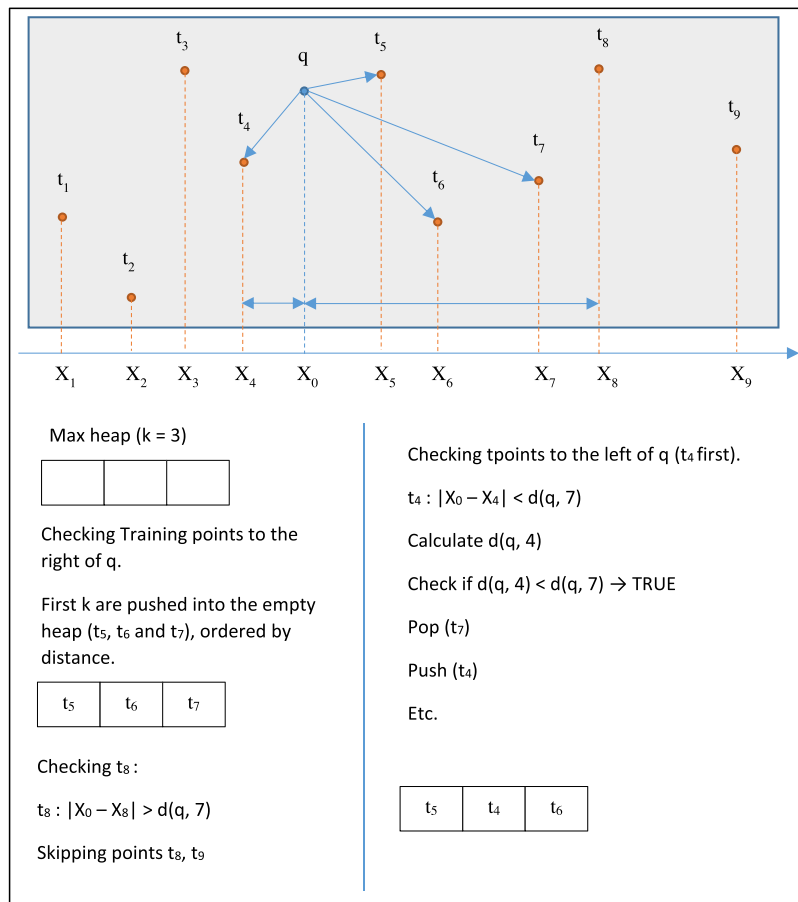 t₃ q t₅ t₈
t₄ t₉
t₇
t₁ t₆
t₂
X₁ X₂ X₃ X₄ X₀ X₅ X₆ X₇ X₈ X₉
Max heap (k = 3)
Checking Training points to the
right of q.
First k are pushed into the empty
heap (t₅, t₆ and t₇), ordered by
distance.
t₅ t₆ t₇
Checking t₈ :
t₈ : |X₀ – X₈| > d(q, 7)
Skipping points t₈, t₉
Checking tpoints to the left of q (t₄ first).
t₄ : |X₀ – X₄| < d(q, 7)
Calculate d(q, 4)
Check if d(q, 4) < d(q, 7) → TRUE
Pop (t₇)
Push (t₄)
Etc.
t₅ t₄ t₆